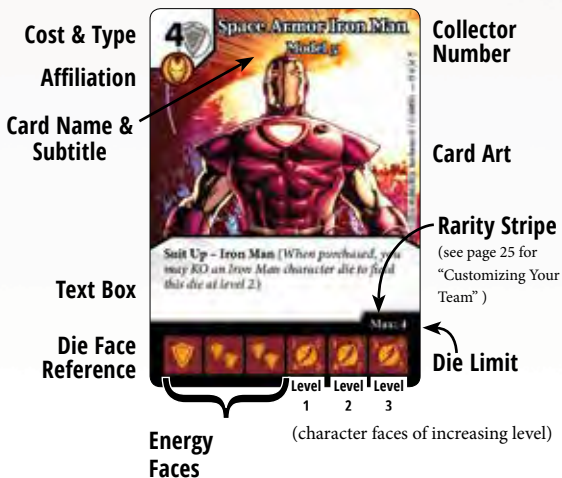 Cost & Type
Affiliation
Card Name &
Subtitle
Text Box
Die Face
Reference
Energy
Faces
4
Space Armor Iron Man
Model 5
Suit Up – Iron Man (When purchased, you
may KO an Iron Man character die to field
this die at level 2.)
Max: 4
Level
1
Level
2
Level
3
(character faces of increasing level)
Collector
Number
Card Art
Rarity Stripe
(see page 25 for
“Customizing Your
Team” )
Die Limit